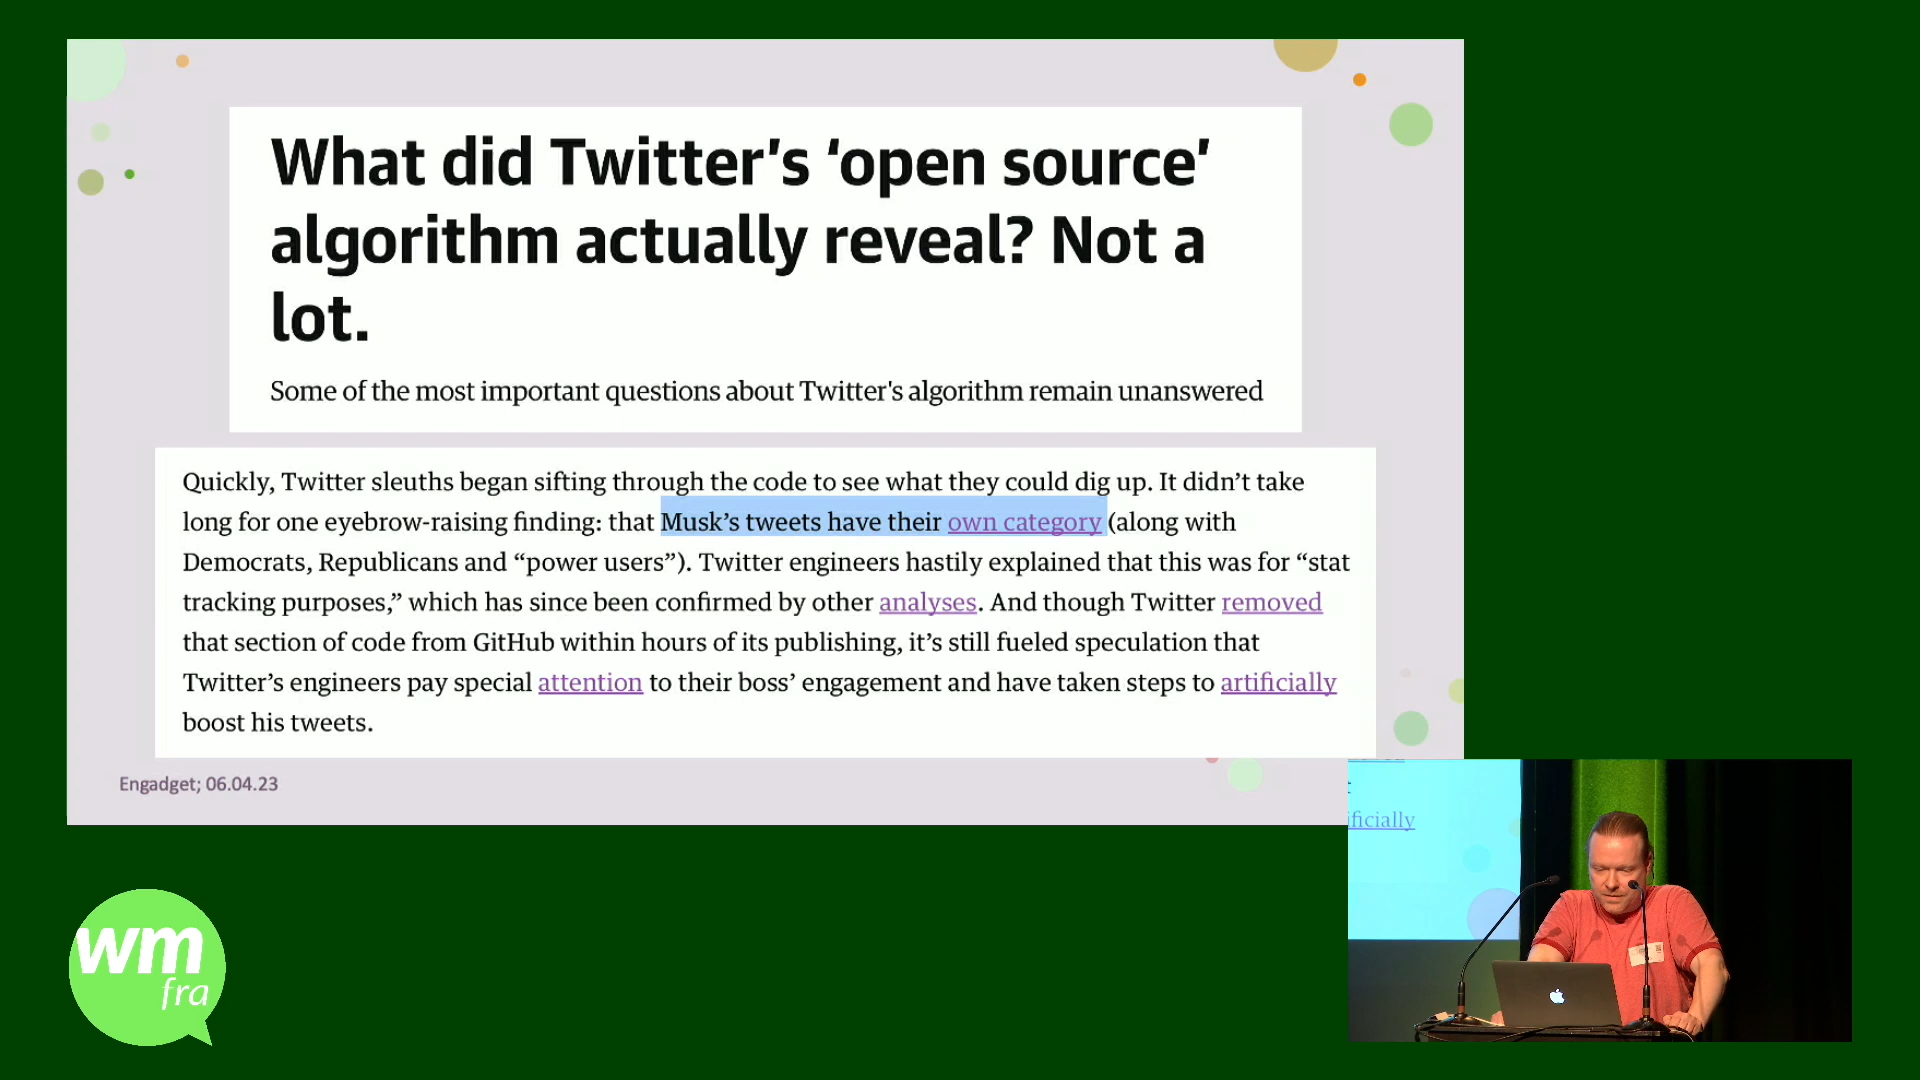 What did Twitter’s ‘open source’
algorithm actually reveal? Not a
lot.
Some of the most important questions about Twitter's algorithm remain unanswered
Quickly, Twitter sleuths began sifting through the code to see what they could dig up. It didn’t take
long for one eyebrow-raising finding: that Musk’s tweets have their own category (along with
Democrats, Republicans and “power users”). Twitter engineers hastily explained that this was for “stat
tracking purposes,” which has since been confirmed by other analyses. And though Twitter removed
that section of code from GitHub within hours of its publishing, it’s still fueled speculation that
Twitter’s engineers pay special attention to their boss’ engagement and have taken steps to artificially
boost his tweets.
Engadget; 06.04.23
ificially
wm
fra